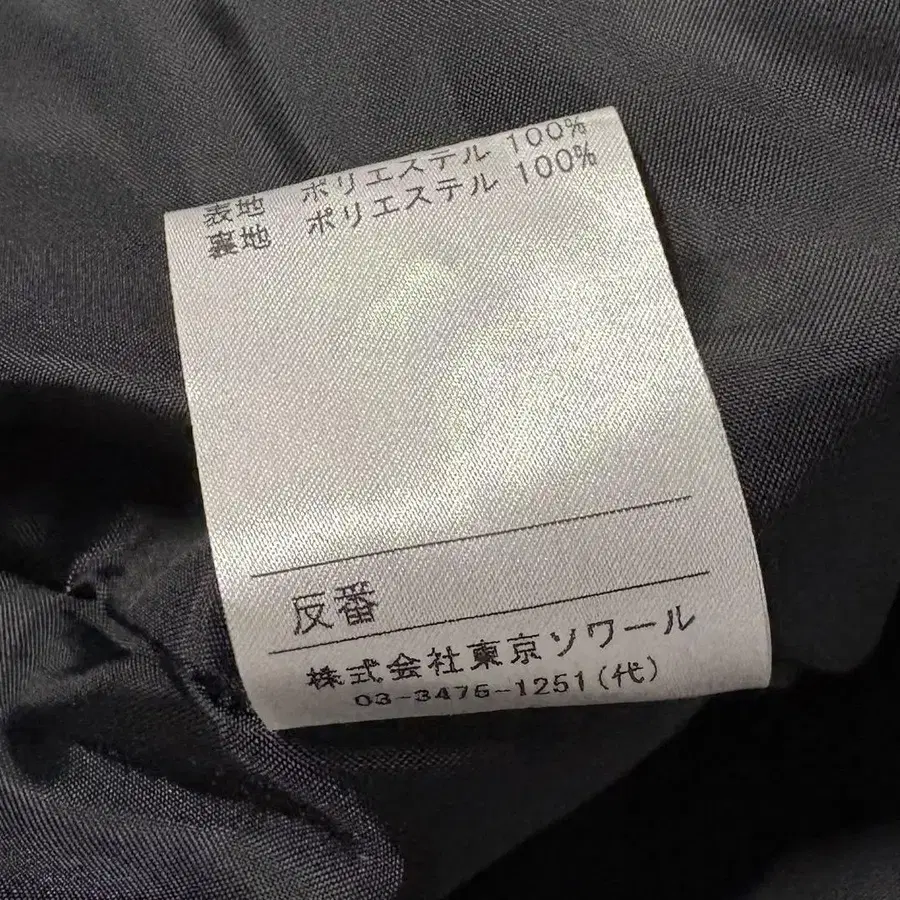 表地 ポリエステル 100%
裏地 ポリエステル 100%
反番
株式会社東京ソワール
03-3475-1251(代)